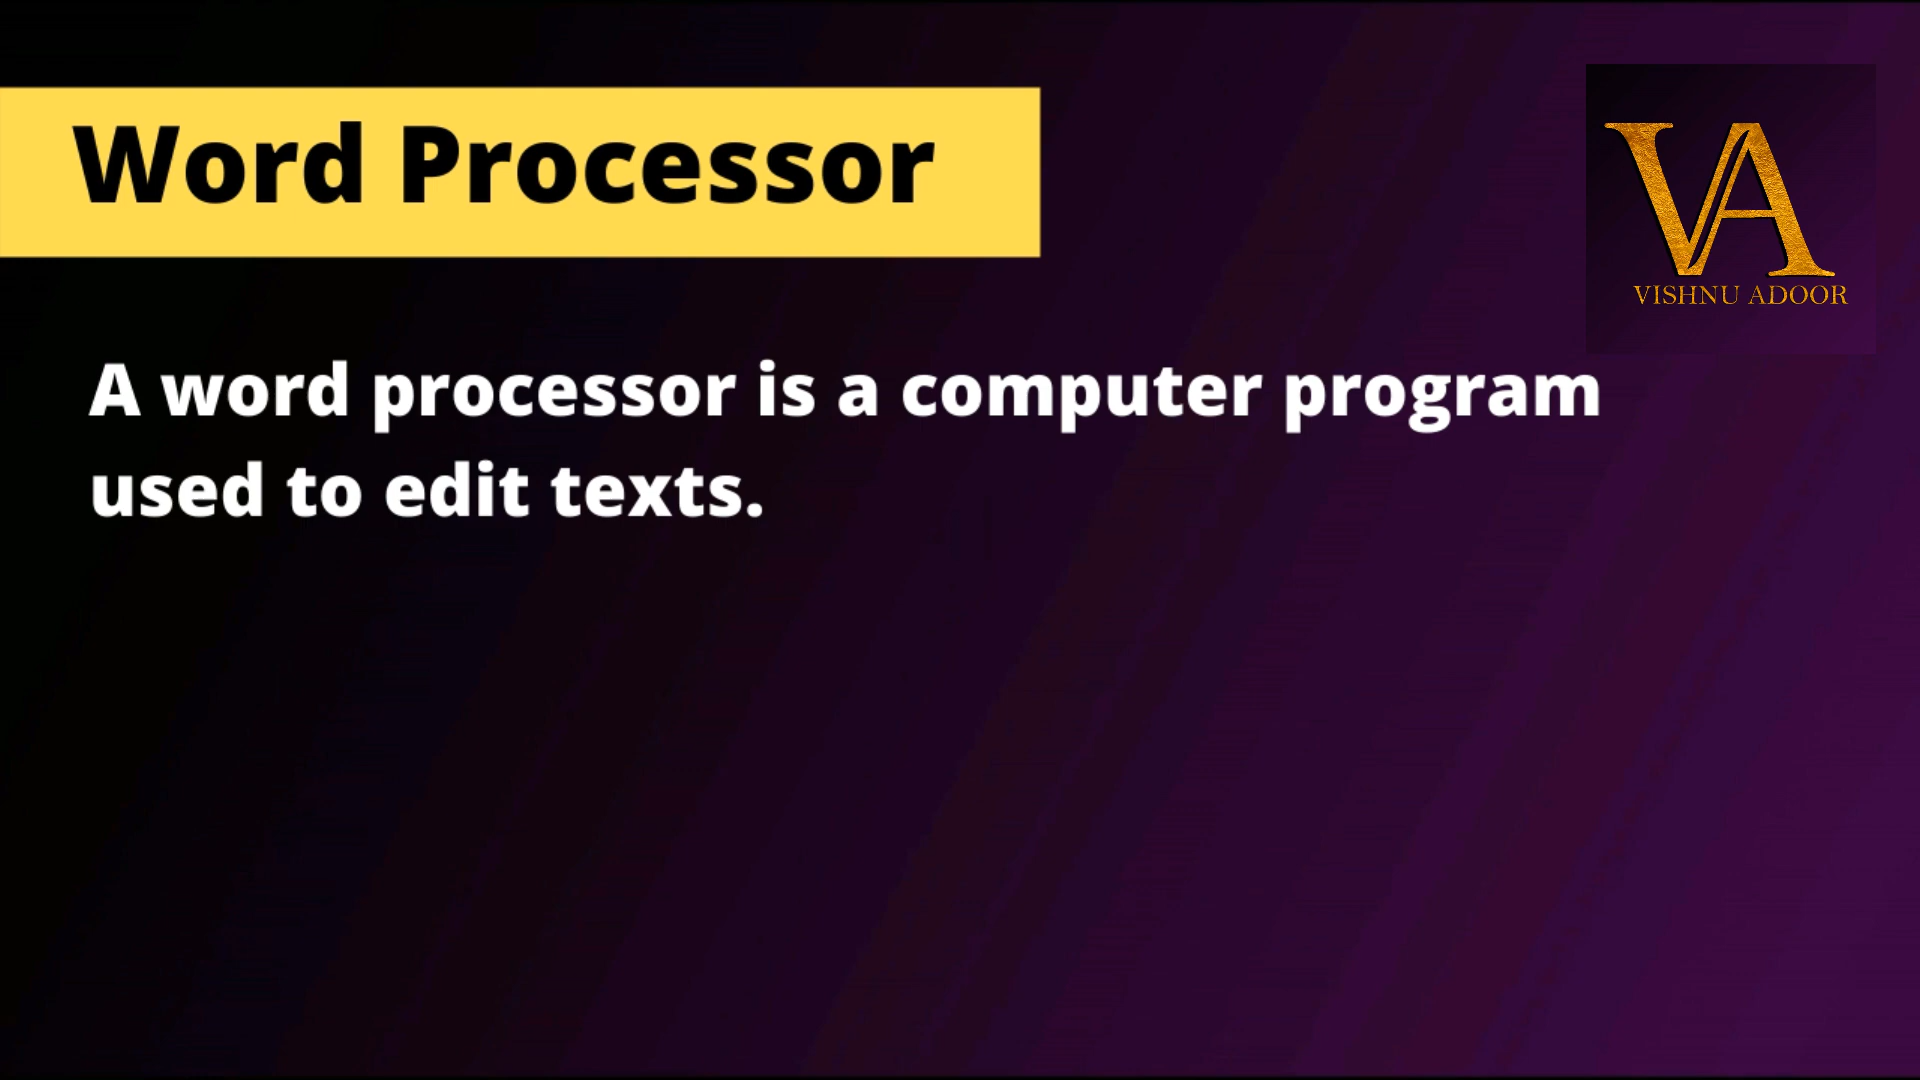 Word Processor
VA
VISHNU ADOOR
A word processor is a computer program
used to edit texts.